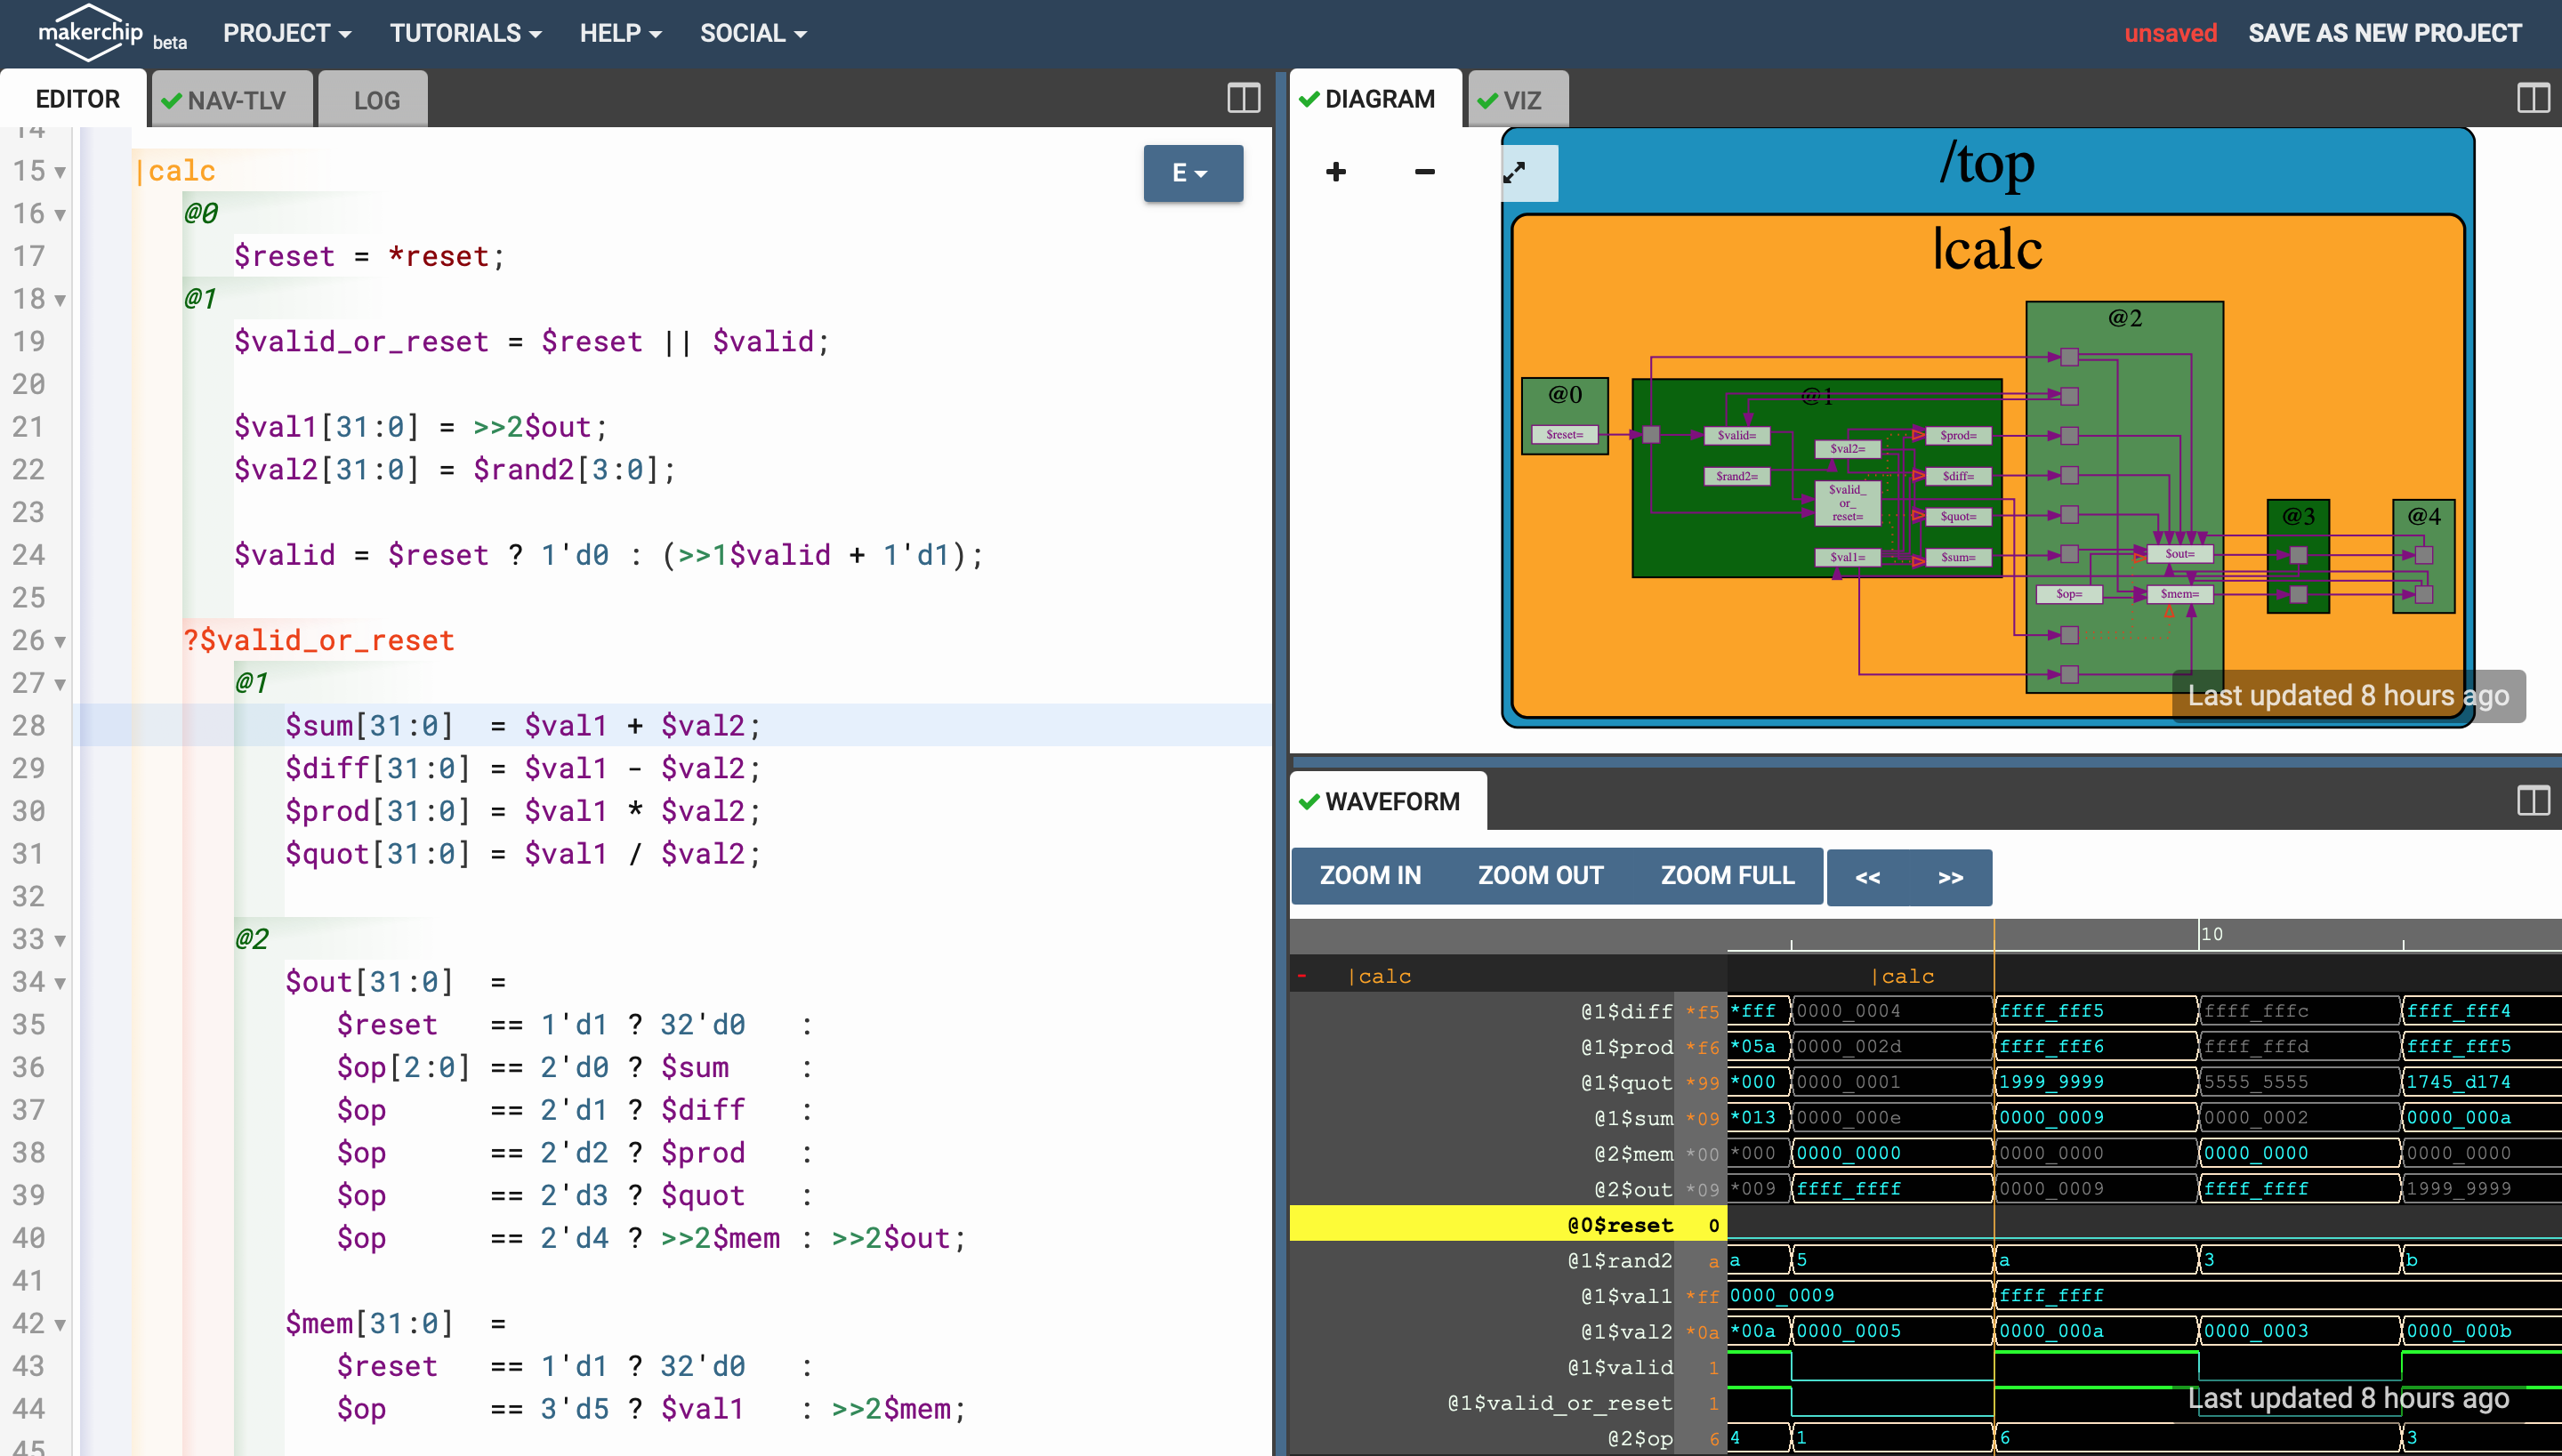 makerchip beta PROJECT TUTORIALS HELP SOCIAL unsaved SAVE AS NEW PROJECT
EDITOR NAV-TLV LOG
14
15 |calc
E
16 @0
17 $reset = *reset;
18 @1
19 $valid_or_reset = $reset || $valid;
20
21 $val1[31:0] = >>2$out;
22 $val2[31:0] = $rand2[3:0];
23
24 $valid = $reset ? 1'd0 : (>>1$valid + 1'd1);
25
26 ?$valid_or_reset
27 @1
28 $sum[31:0] = $val1 + $val2;
29 $diff[31:0] = $val1 - $val2;
30 $prod[31:0] = $val1 * $val2;
31 $quot[31:0] = $val1 / $val2;
32
33 @2
34 $out[31:0] =
35 $reset == 1'd1 ? 32'd0 :
36 $op[2:0] == 2'd0 ? $sum :
37 $op == 2'd1 ? $diff :
38 $op == 2'd2 ? $prod :
39 $op == 2'd3 ? $quot :
40 $op == 2'd4 ? >>2$mem : >>2$out;
41
42 $mem[31:0] =
43 $reset == 1'd1 ? 32'd0 :
44 $op == 3'd5 ? $val1 : >>2$mem;
45
DIAGRAM VIZ
+ −
/top
|calc
@0
$reset=
@1
$valid=
$rand2=
$val2=
$valid_
or_
reset=
$val1=
$prod=
$diff=
$quot=
$sum=
@2
$out=
$op=
$mem=
@3
@4
Last updated 8 hours ago
WAVEFORM
ZOOM IN ZOOM OUT ZOOM FULL << >>
10
- |calc |calc
@1$diff *f5 *fff 0000_0004 ffff_fff5 ffff_fffc ffff_fff4
@1$prod *f6 *05a 0000_002d ffff_fff6 ffff_fffd ffff_fff5
@1$quot *99 *000 0000_0001 1999_9999 5555_5555 1745_d174
@1$sum *09 *013 0000_000e 0000_0009 0000_0002 0000_000a
@2$mem *00 *000 0000_0000 0000_0000 0000_0000 0000_0000
@2$out *09 *009 ffff_ffff 0000_0009 ffff_ffff 1999_9999
@0$reset 0
@1$rand2 a a 5 a 3 b
@1$val1 *ff 0000_0009 ffff_ffff
@1$val2 *0a *00a 0000_0005 0000_000a 0000_0003 0000_000b
@1$valid 1
@1$valid_or_reset 1
Last updated 8 hours ago
@2$op 6 4 1 6 3